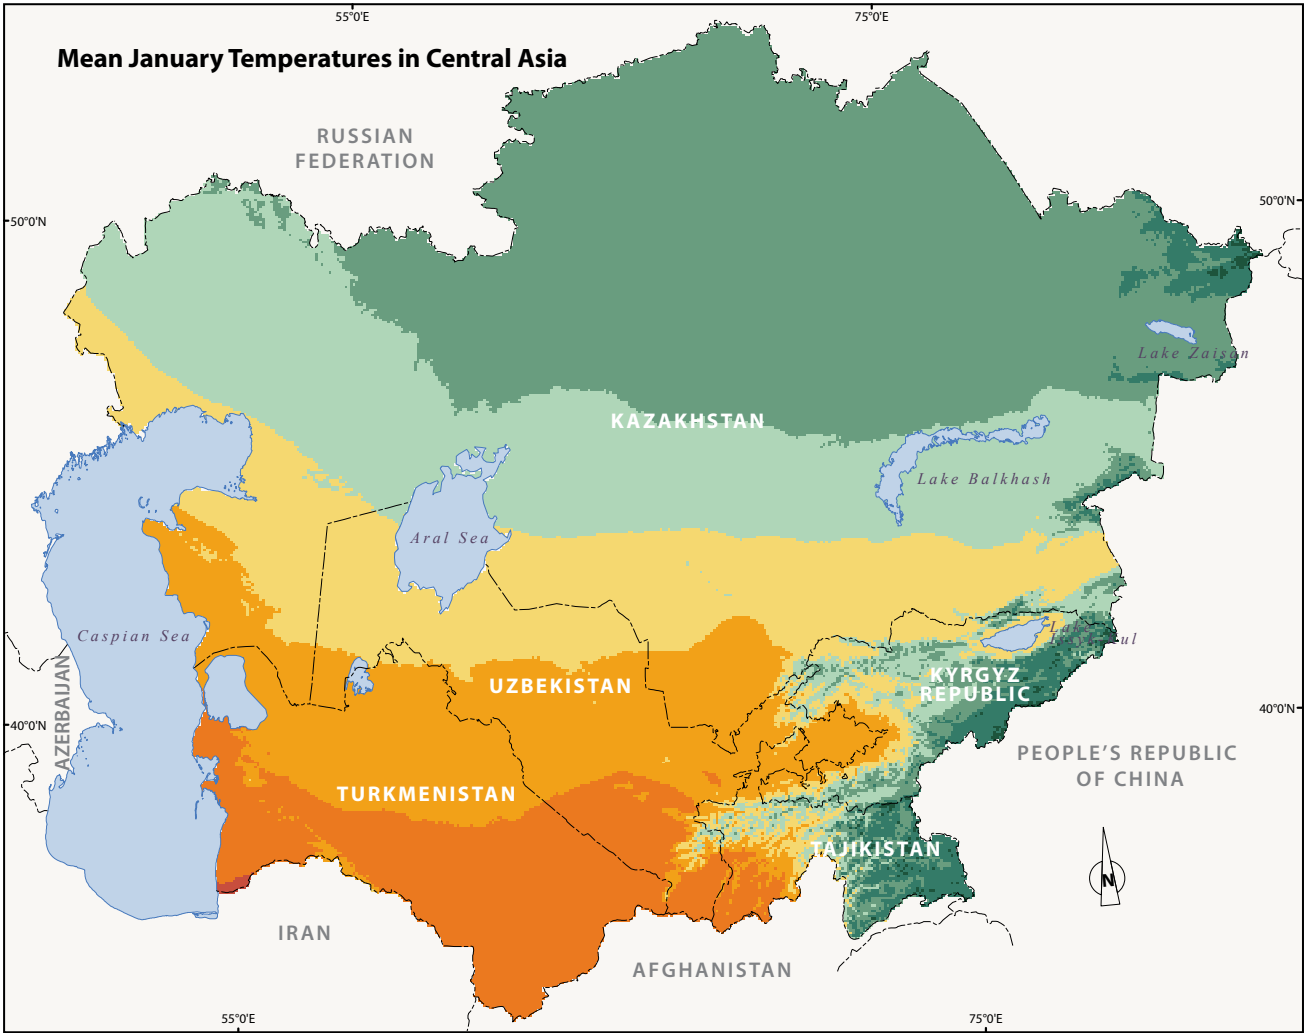 55°0'E
75°0'E
Mean January Temperatures in Central Asia
RUSSIAN
FEDERATION
50°0'N
50°0'N
Lake Zaisan
KAZAKHSTAN
Lake Balkhash
Aral Sea
Caspian Sea
Lake
kul
KYRGYZ
REPUBLIC
UZBEKISTAN
AZERBAIJAN
40°0'N
40°0'N
PEOPLE'S REPUBLIC
OF CHINA
TURKMENISTAN
TAJIKISTAN
N
IRAN
AFGHANISTAN
55°0'E
75°0'E